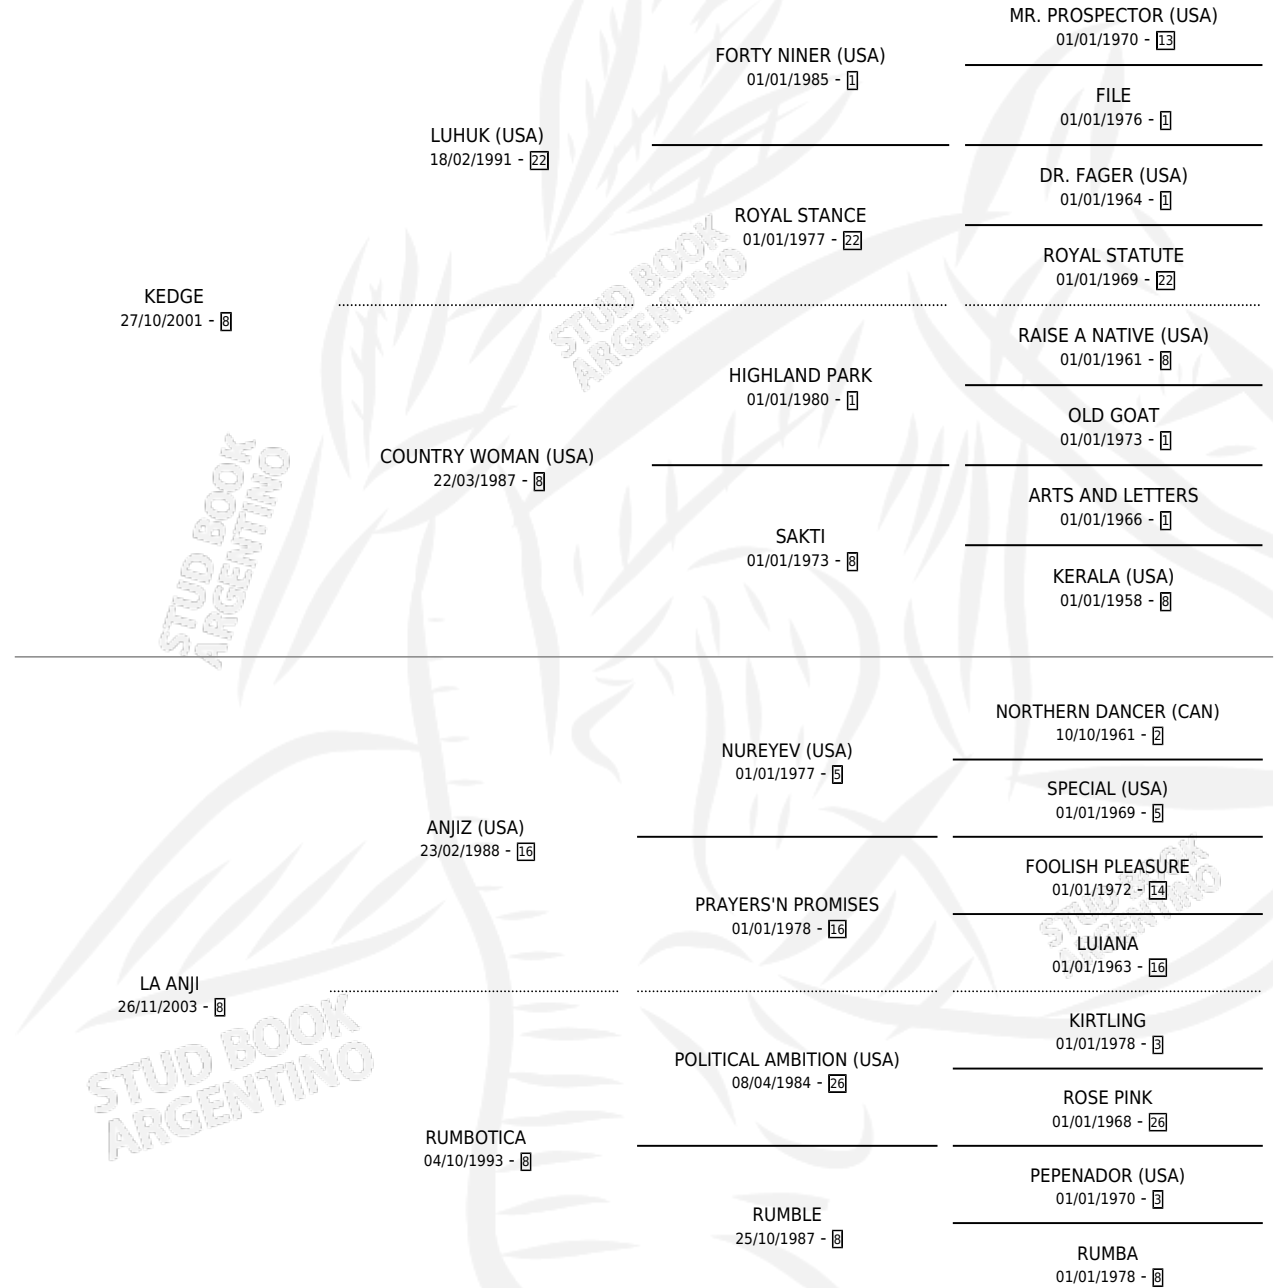 MR. PROSPECTOR (USA)
01/01/1970 - 13
FORTY NINER (USA)
01/01/1985 - 1
FILE
01/01/1976 - 1
LUHUK (USA)
18/02/1991 - 22
DR. FAGER (USA)
01/01/1964 - 1
ROYAL STANCE
01/01/1977 - 22
ROYAL STATUTE
01/01/1969 - 22
KEDGE
27/10/2001 - 8
RAISE A NATIVE (USA)
01/01/1961 - 8
HIGHLAND PARK
01/01/1980 - 1
OLD GOAT
01/01/1973 - 1
COUNTRY WOMAN (USA)
22/03/1987 - 8
ARTS AND LETTERS
01/01/1966 - 1
SAKTI
01/01/1973 - 8
KERALA (USA)
01/01/1958 - 8
STUD BOOK
ARGENTINO
STUD BOOK
ARGENTINO
NORTHERN DANCER (CAN)
10/10/1961 - 2
NUREYEV (USA)
01/01/1977 - 5
SPECIAL (USA)
01/01/1969 - 5
ANJIZ (USA)
23/02/1988 - 16
FOOLISH PLEASURE
01/01/1972 - 14
PRAYERS'N PROMISES
01/01/1978 - 16
LUIANA
01/01/1963 - 16
LA ANJI
26/11/2003 - 8
KIRTLING
01/01/1978 - 3
POLITICAL AMBITION (USA)
08/04/1984 - 26
ROSE PINK
01/01/1968 - 26
RUMBOTICA
04/10/1993 - 8
PEPENADOR (USA)
01/01/1970 - 3
RUMBLE
25/10/1987 - 8
RUMBA
01/01/1978 - 8
STUD BOOK
ARGENTINO
STUD BOOK
ARGENTINO